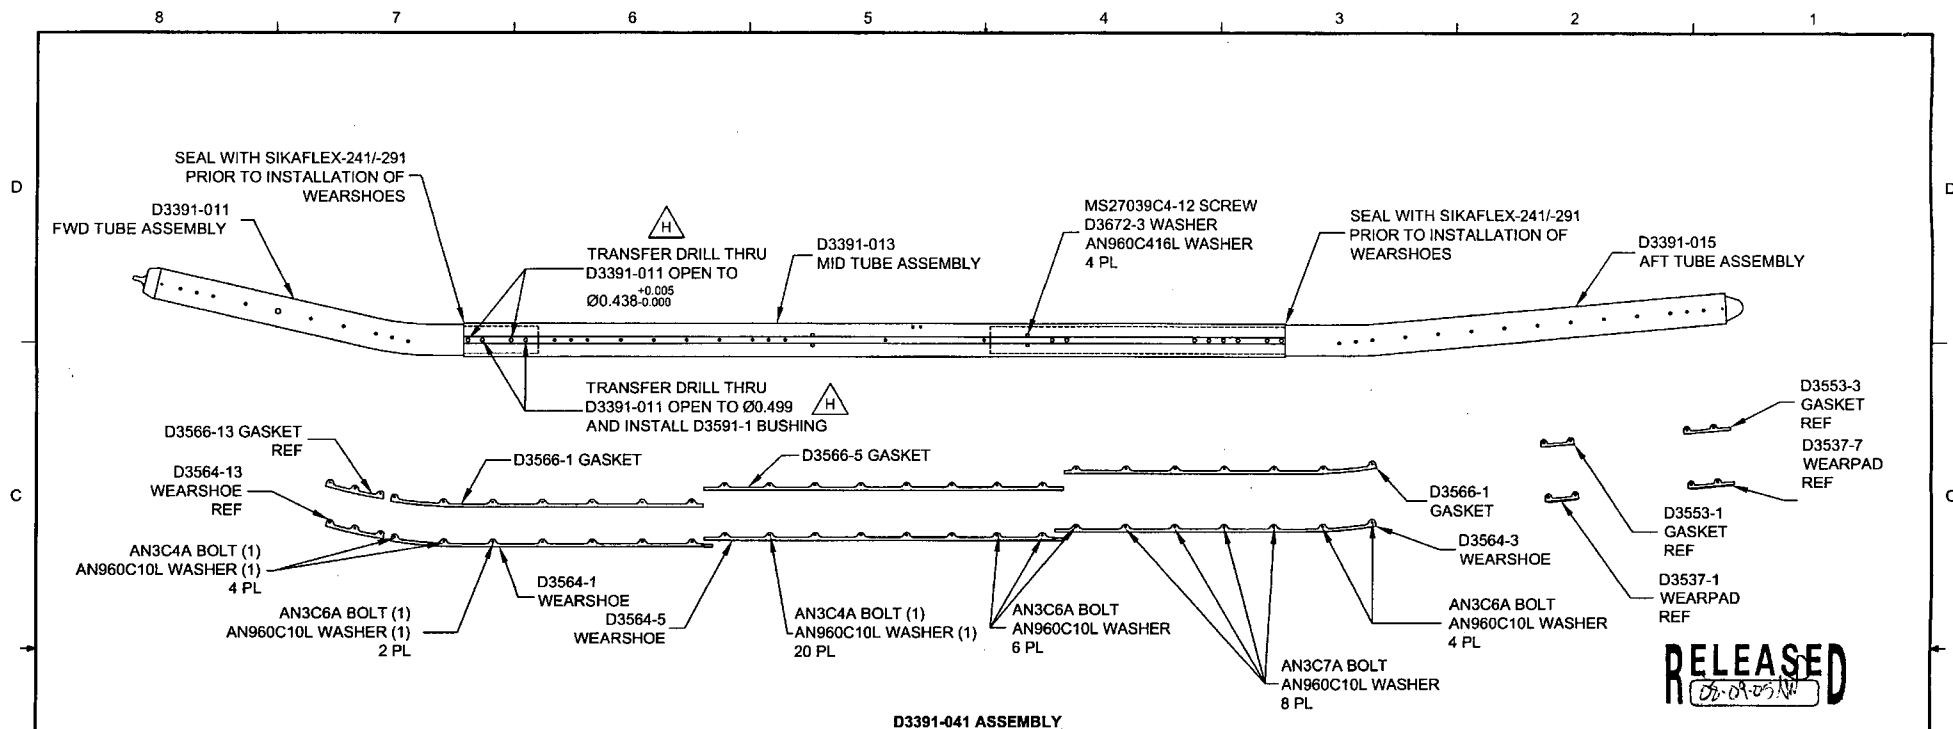 8 7 6 5 4 3 2 1
D
D
SEAL WITH SIKAFLEX-241/-291
PRIOR TO INSTALLATION OF
WEARSHOES
D3391-011
FWD TUBE ASSEMBLY
H
TRANSFER DRILL THRU
D3391-011 OPEN TO
Ø0.438 +0.005
-0.000
D3391-013
MID TUBE ASSEMBLY
MS27039C4-12 SCREW
D3672-3 WASHER
AN960C416L WASHER
4 PL
SEAL WITH SIKAFLEX-241/-291
PRIOR TO INSTALLATION OF
WEARSHOES
D3391-015
AFT TUBE ASSEMBLY
TRANSFER DRILL THRU
D3391-011 OPEN TO Ø0.499
AND INSTALL D3591-1 BUSHING
H
D3553-3
GASKET
REF
D3537-7
WEARPAD
REF
D3566-13 GASKET
REF
D3566-1 GASKET
D3566-5 GASKET
D3566-1
GASKET
D3553-1
GASKET
REF
C
C
D3564-13
WEARSHOE
REF
D3564-3
WEARSHOE
AN3C4A BOLT (1)
AN960C10L WASHER (1)
4 PL
D3564-1
WEARSHOE
D3537-1
WEARPAD
REF
AN3C6A BOLT (1)
AN960C10L WASHER (1)
2 PL
D3564-5
WEARSHOE
AN3C4A BOLT (1)
AN960C10L WASHER (1)
20 PL
AN3C6A BOLT
AN960C10L WASHER
6 PL
AN3C6A BOLT
AN960C10L WASHER
4 PL
AN3C7A BOLT
AN960C10L WASHER
8 PL
RELEASED
D3391-041 ASSEMBLY